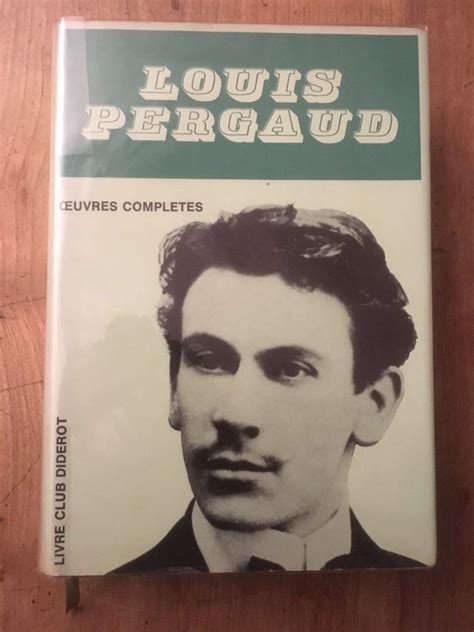 LOUIS
PERGAUD
ŒUVRES COMPLETES
LIVRE CLUB DIDEROT